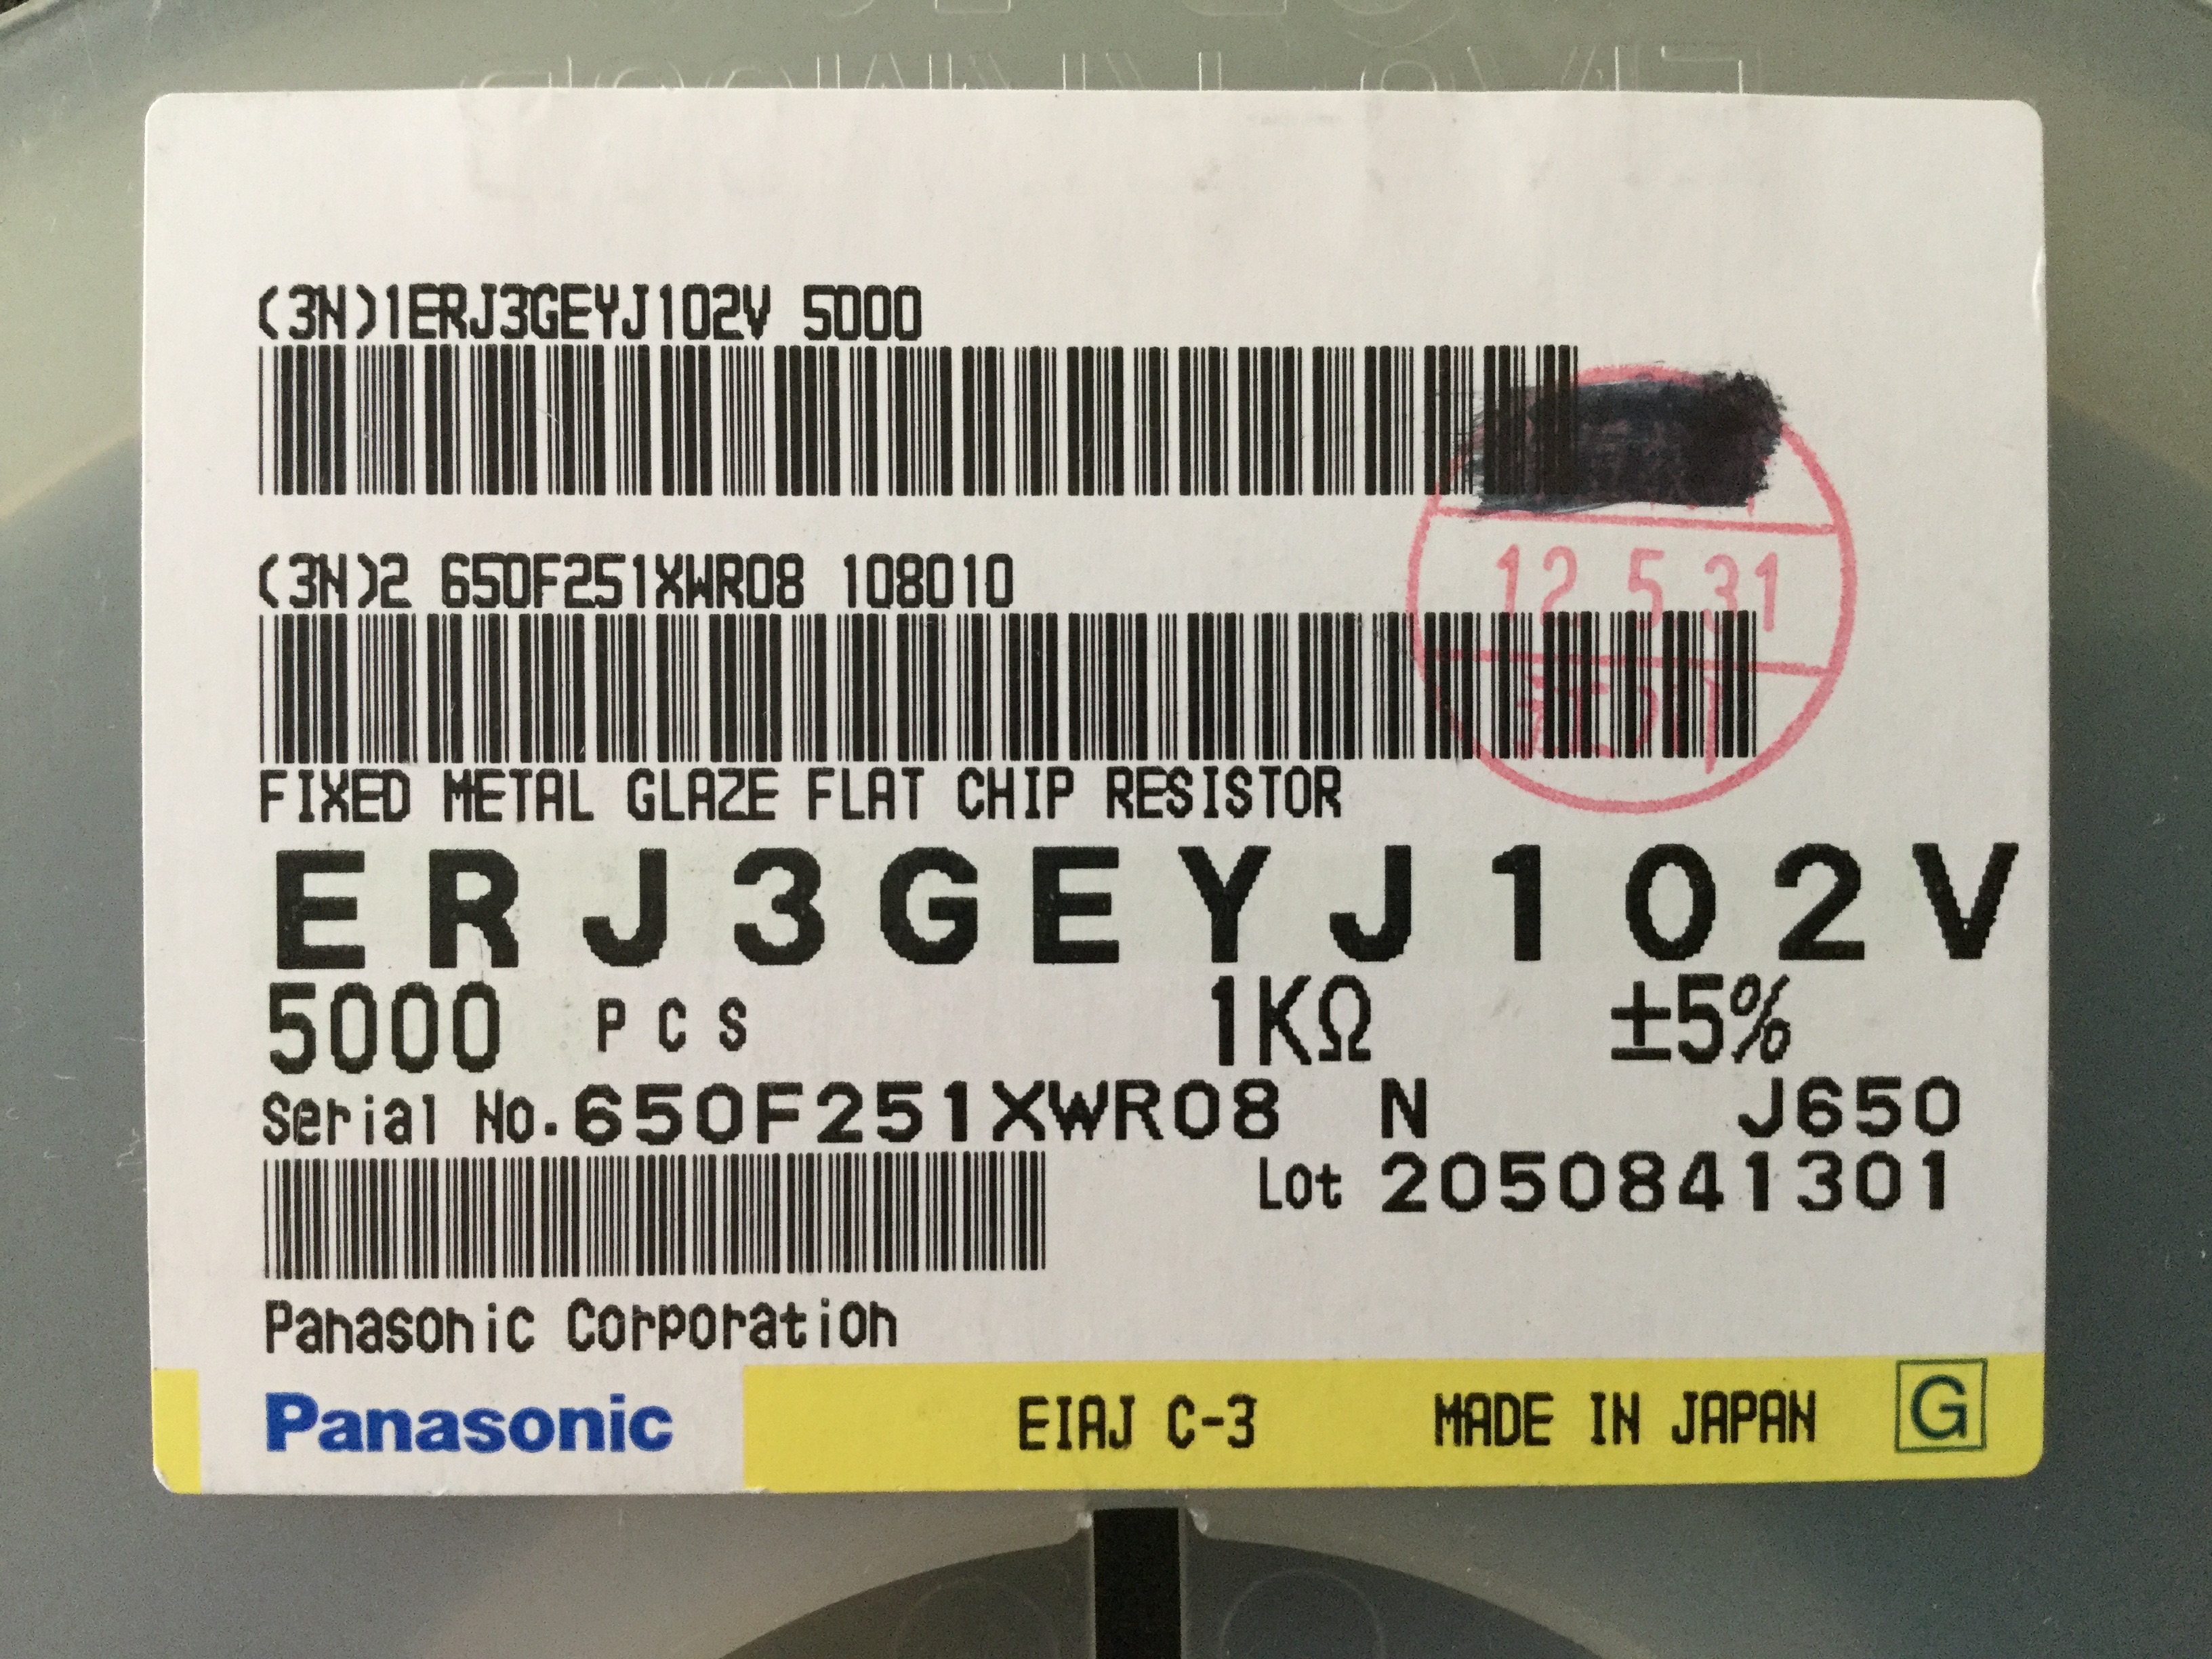 (3N)1ERJ3GEYJ102V 5000
(3N)2 650F251XWR08 108010
12.5.31
FIXED METAL GLAZE FLAT CHIP RESISTOR
ERJ3GEYJ102V
5000 PCS 1KΩ ±5%
Serial No.650F251XWR08 N J650
Lot 2050841301
Panasonic Corporation
Panasonic EIAJ C-3 MADE IN JAPAN G